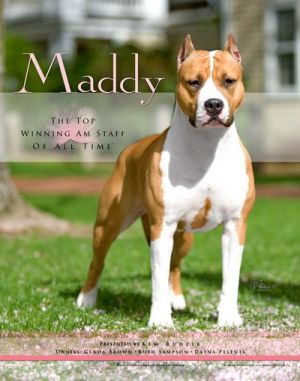 Maddy
The Top
Winning Am Staff
Of All Time*
Presented by Kim Rudzik
Owners: Genda Brown · Ruth Sampson · Dayna Pesenti